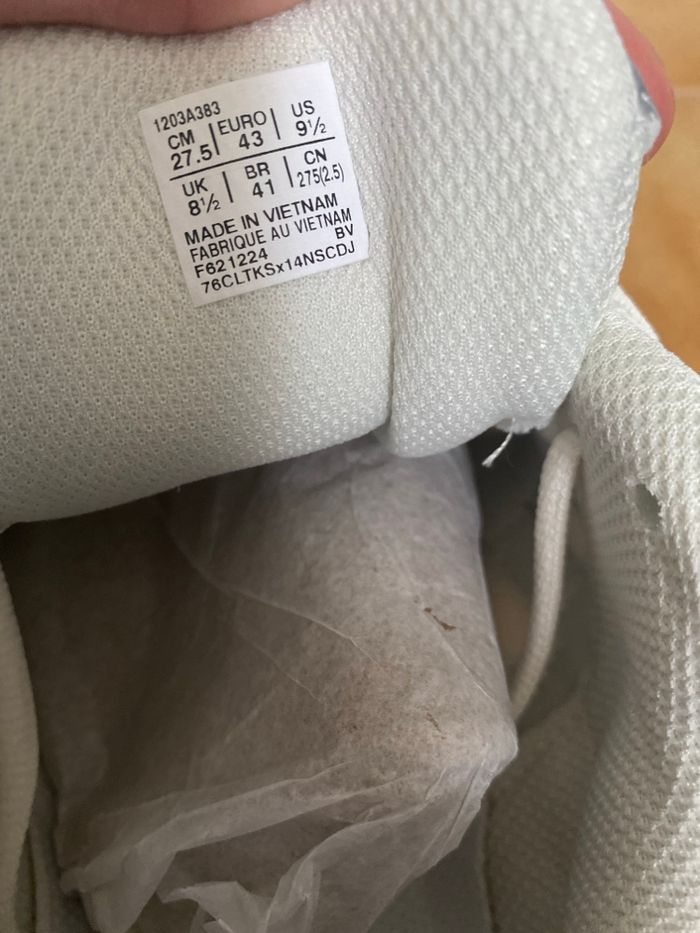 1203A383
CM | EURO | US
27.5 | 43 | 9½
UK | BR | CN
8½ | 41 | 275(2.5)
MADE IN VIETNAM
FABRIQUE AU VIETNAM
F621224 BV
76CLTKSx14NSCDJ